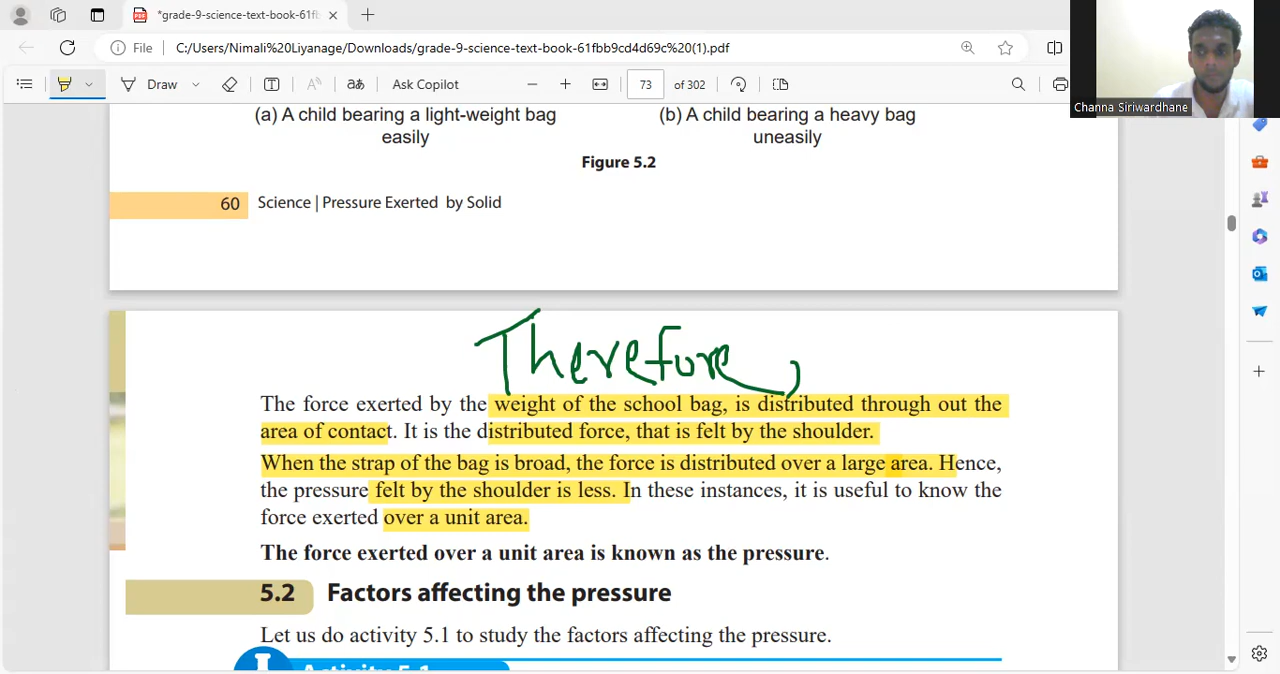 *grade-9-science-text-book-61fb
File
C:/Users/Nimali%20Liyanage/Downloads/grade-9-science-text-book-61fbb9cd4d69c%20(1).pdf
Draw
aあ
Ask Copilot
73
of 302
Channa Siriwardhane
(a) A child bearing a light-weight bag
easily
(b) A child bearing a heavy bag
uneasily
Figure 5.2
60 Science | Pressure Exerted by Solid
Therefore,
The force exerted by the weight of the school bag, is distributed through out the
area of contact. It is the distributed force, that is felt by the shoulder.
When the strap of the bag is broad, the force is distributed over a large area. Hence,
the pressure felt by the shoulder is less. In these instances, it is useful to know the
force exerted over a unit area.
The force exerted over a unit area is known as the pressure.
5.2 Factors affecting the pressure
Let us do activity 5.1 to study the factors affecting the pressure.
Activity 5.1